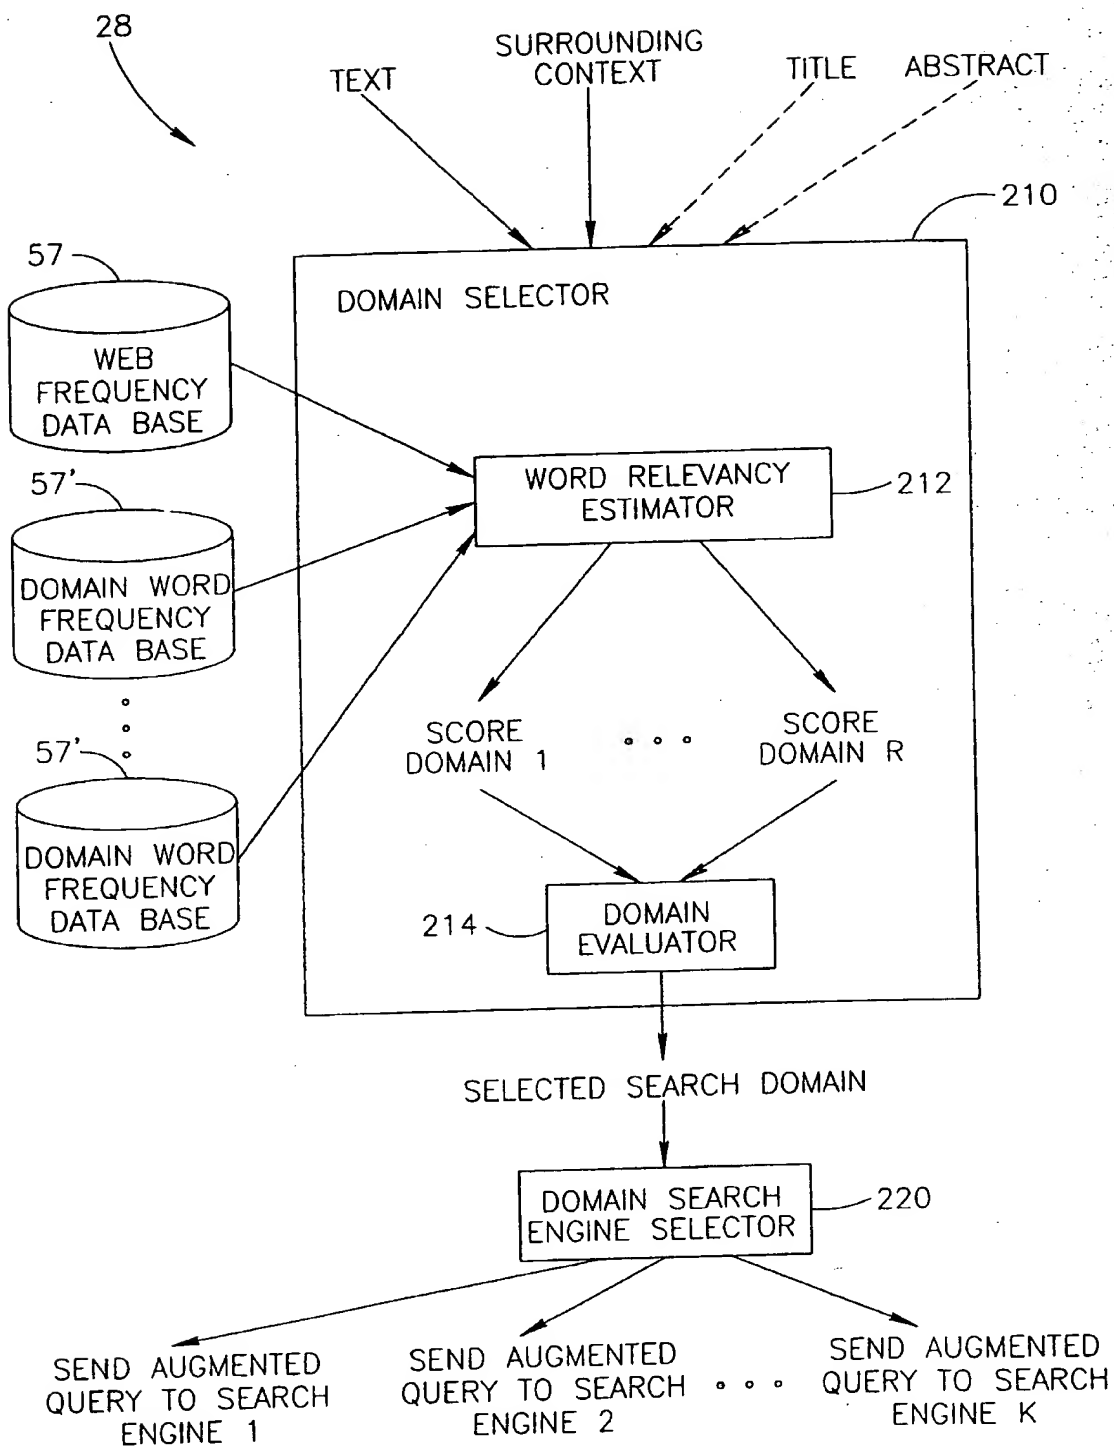 28
TEXT
SURROUNDING
CONTEXT
TITLE
ABSTRACT
210
57
DOMAIN SELECTOR
WEB
FREQUENCY
DATA BASE
57'
WORD RELEVANCY
ESTIMATOR
212
DOMAIN WORD
FREQUENCY
DATA BASE
57'
SCORE
DOMAIN 1
SCORE
DOMAIN R
DOMAIN WORD
FREQUENCY
DATA BASE
214
DOMAIN
EVALUATOR
SELECTED SEARCH DOMAIN
DOMAIN SEARCH
ENGINE SELECTOR
220
SEND AUGMENTED
QUERY TO SEARCH
ENGINE 1
SEND AUGMENTED
QUERY TO SEARCH
ENGINE 2
SEND AUGMENTED
QUERY TO SEARCH
ENGINE K